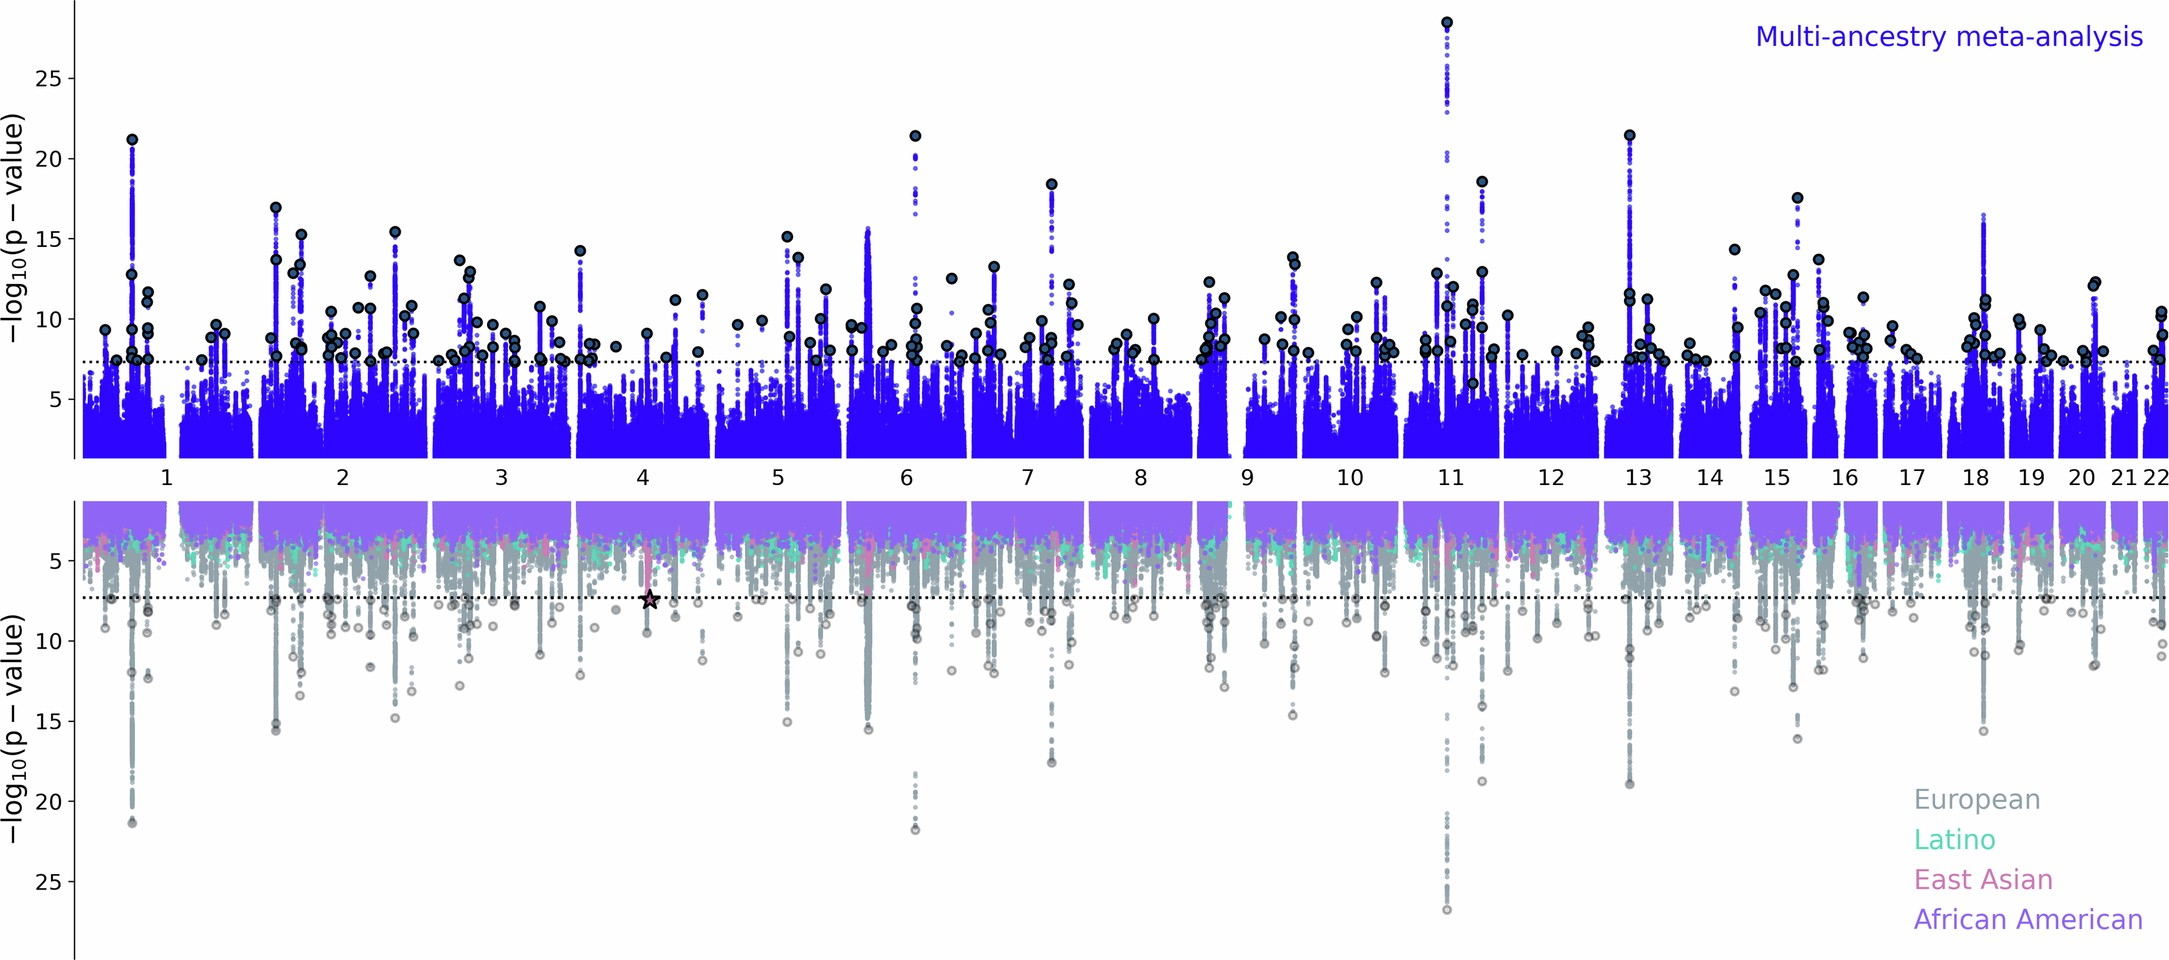 Multi-ancestry meta-analysis
−log₁₀(p − value)
25
20
15
10
5
1 2 3 4 5 6 7 8 9 10 11 12 13 14 15 16 17 18 19 20 21 22
−log₁₀(p − value)
5
10
15
20
25
European
Latino
East Asian
African American